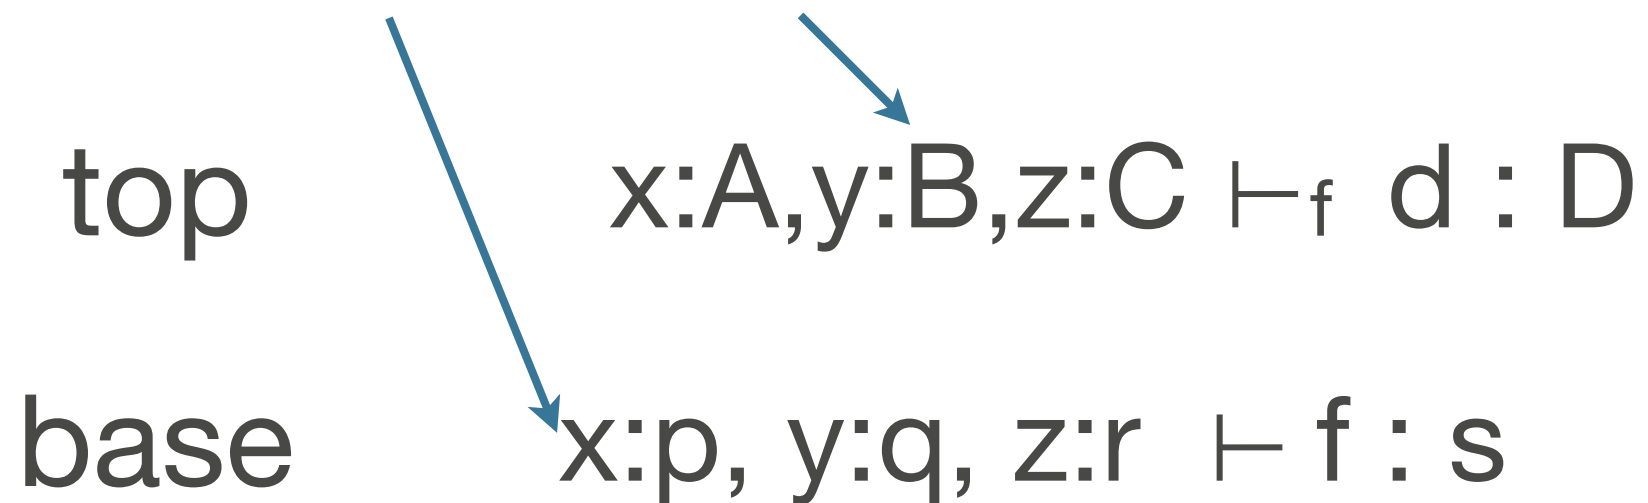 top x:A,y:B,z:C ⊢f d : D
base x:p, y:q, z:r ⊢ f : s